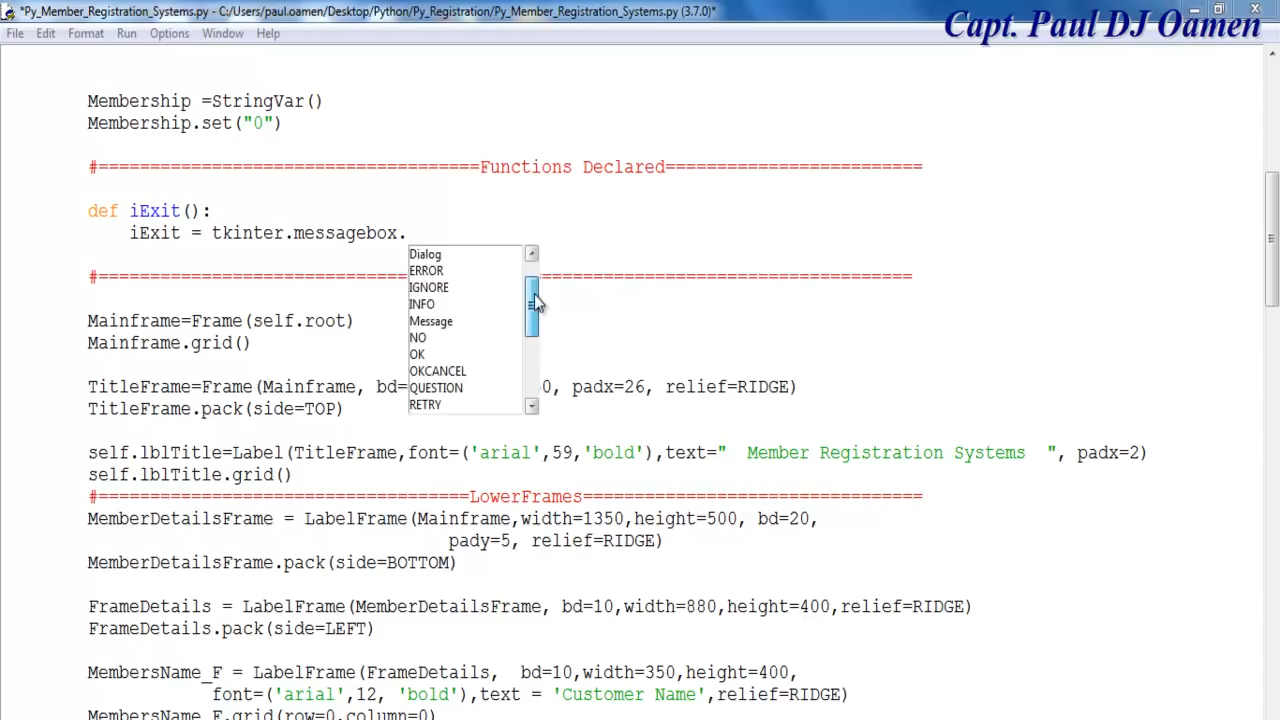 *Py_Member_Registration_Systems.py - C:/Users/paul.oamen/Desktop/Python/Py_Registration/Py_Member_Registration_Systems.py (3.7.0)*
Capt. Paul DJ Oamen
File Edit Format Run Options Window Help
Membership =StringVar()
Membership.set("0")
#=====================================Functions Declared=========================
def iExit():
iExit = tkinter.messagebox.
Dialog
ERROR
IGNORE
INFO
Message
NO
OK
OKCANCEL
QUESTION
RETRY
#============================== ====================================
Mainframe=Frame(self.root)
Mainframe.grid()
TitleFrame=Frame(Mainframe, bd= 0, padx=26, relief=RIDGE)
TitleFrame.pack(side=TOP)
self.lblTitle=Label(TitleFrame,font=('arial',59,'bold'),text="  Member Registration Systems  ", padx=2)
self.lblTitle.grid()
#====================================LowerFrames=================================
MemberDetailsFrame = LabelFrame(Mainframe,width=1350,height=500, bd=20,
pady=5, relief=RIDGE)
MemberDetailsFrame.pack(side=BOTTOM)
FrameDetails = LabelFrame(MemberDetailsFrame, bd=10,width=880,height=400,relief=RIDGE)
FrameDetails.pack(side=LEFT)
MembersName_F = LabelFrame(FrameDetails,  bd=10,width=350,height=400,
font=('arial',12, 'bold'),text = 'Customer Name',relief=RIDGE)
MembersName_F.grid(row=0,column=0)